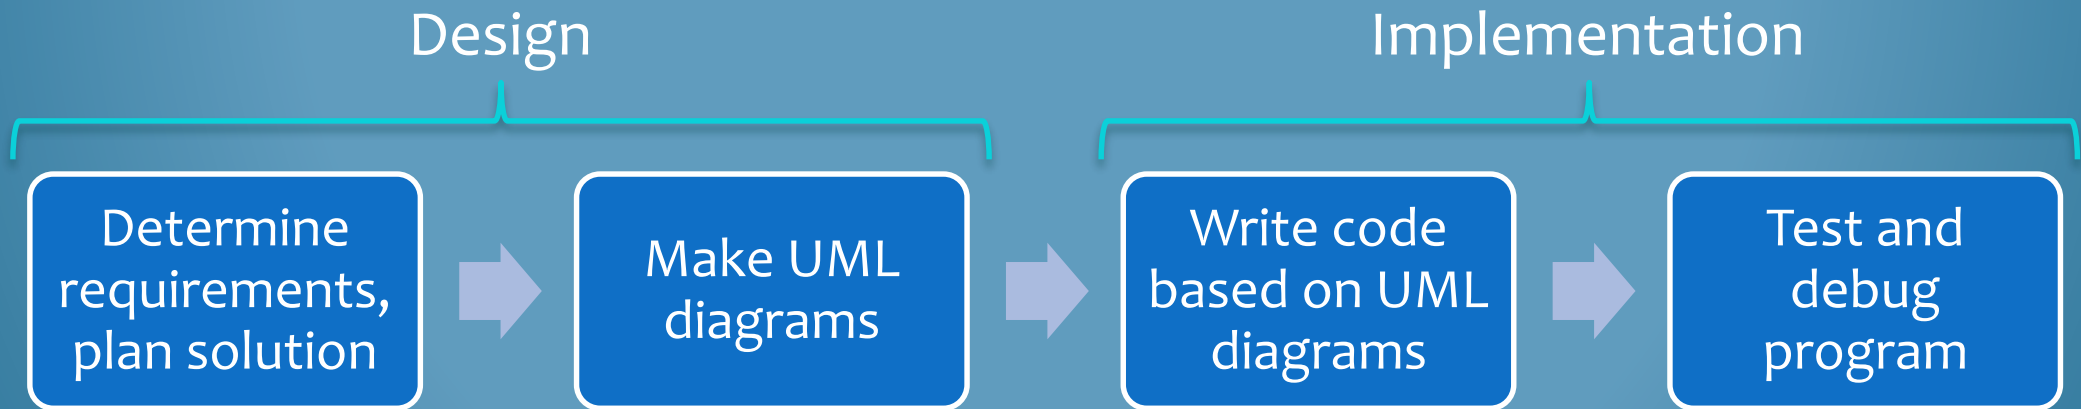 Design
Implementation
Determine
requirements,
plan solution
Make UML
diagrams
Write code
based on UML
diagrams
Test and
debug
program